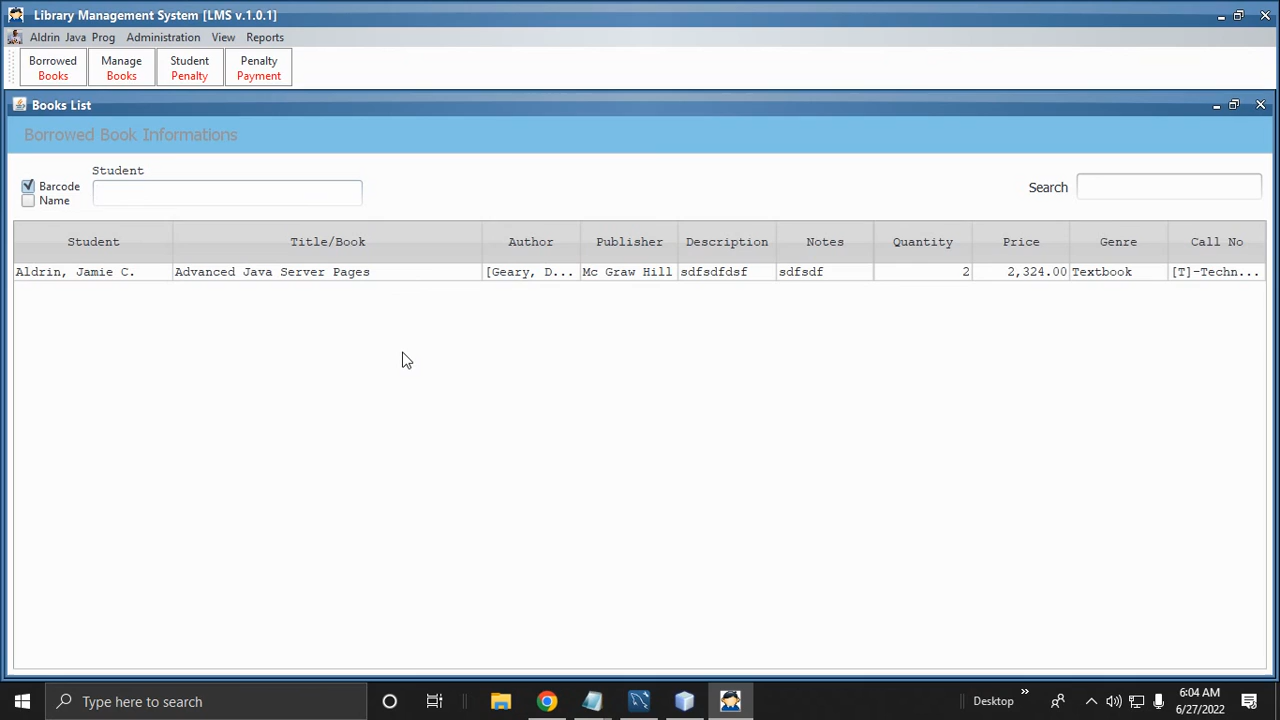 Library Management System [LMS v.1.0.1]
Aldrin Java Prog Administration View Reports
Borrowed Books
Manage Books
Student Penalty
Penalty Payment
Books List
Borrowed Book Informations
Student
Barcode
Name
Search
Student Title/Book Author Publisher Description Notes Quantity Price Genre Call No
Aldrin, Jamie C. Advanced Java Server Pages [Geary, D... Mc Graw Hill sdfsdfdsf sdfsdf 2 2,324.00 Textbook [T]-Techn...
Type here to search
Desktop
6:04 AM
6/27/2022